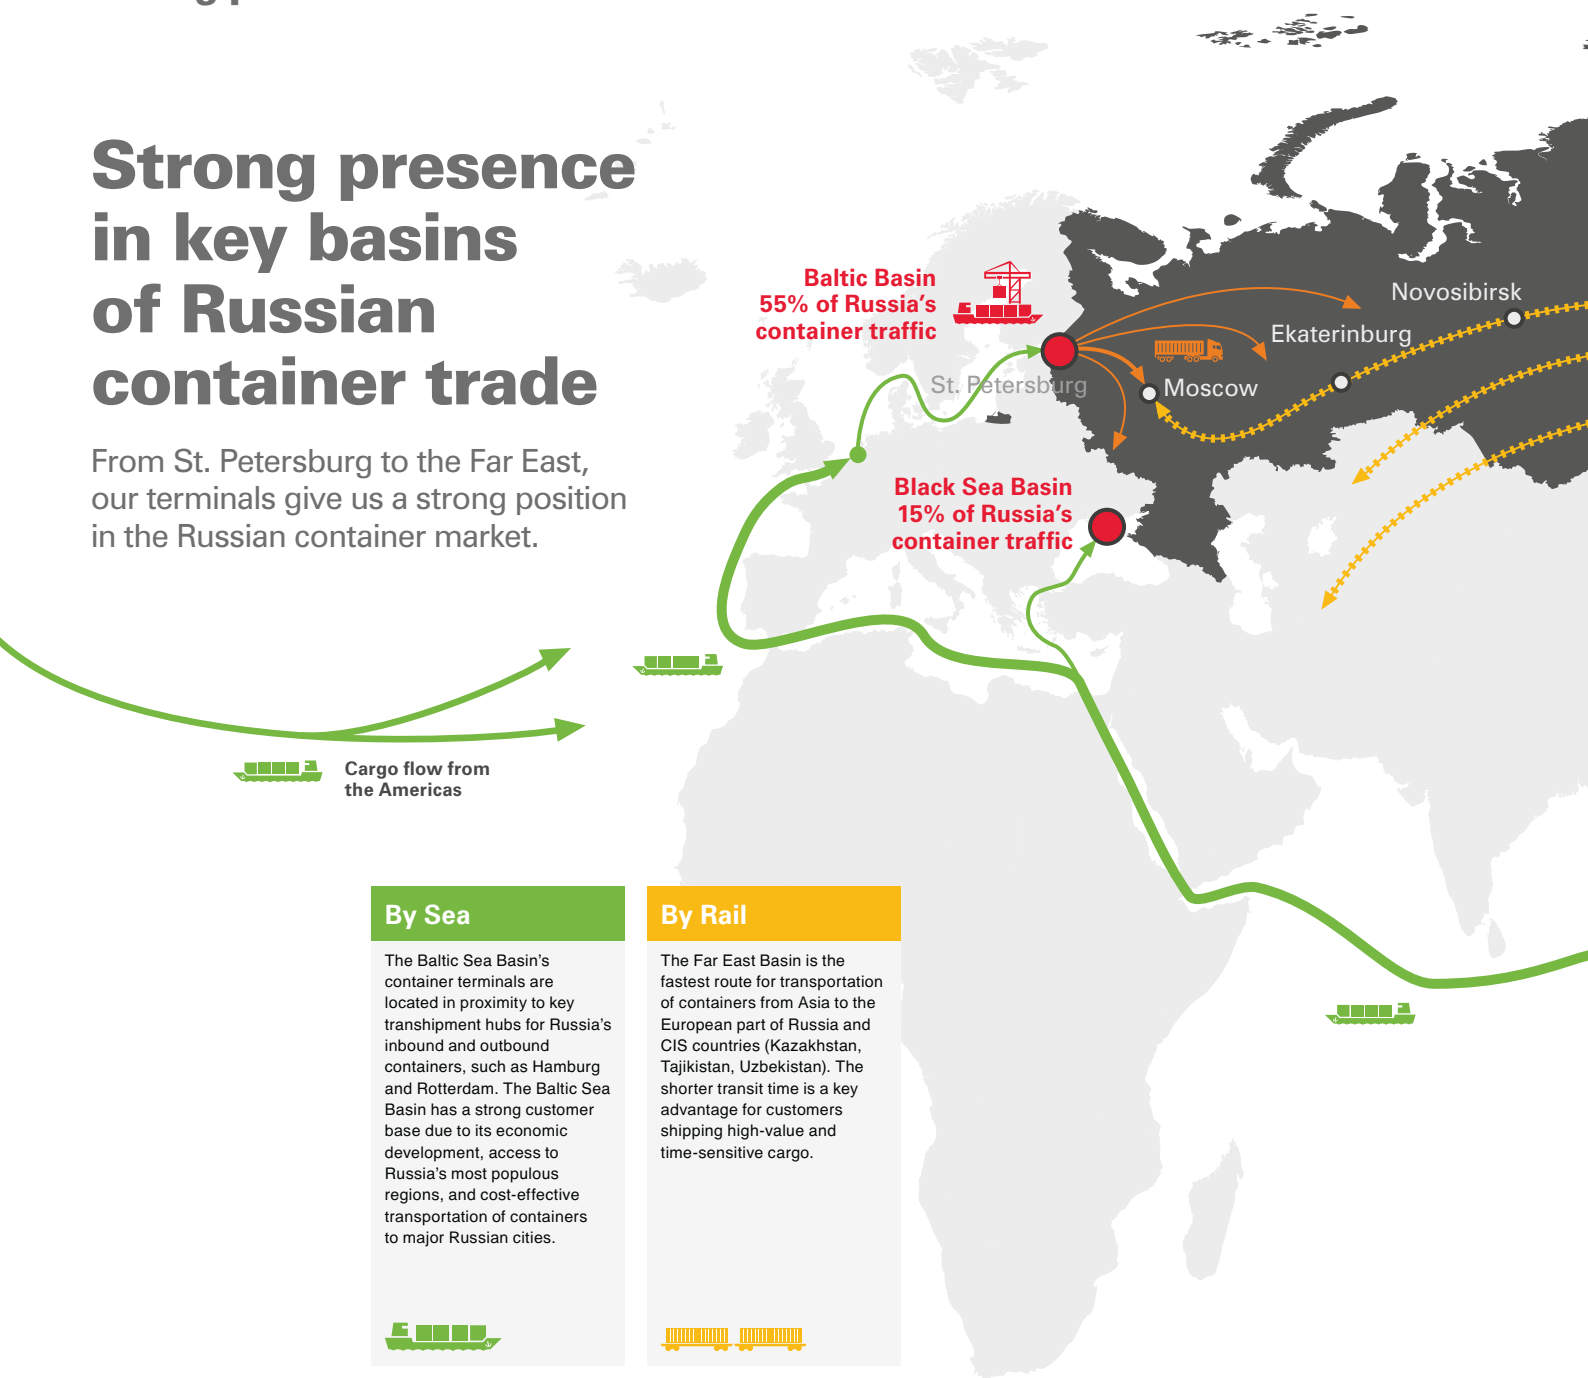 Strong presence
in key basins
of Russian
container trade
From St. Petersburg to the Far East,
our terminals give us a strong position
in the Russian container market.
Baltic Basin
55% of Russia's
container traffic
St. Petersburg
Moscow
Ekaterinburg
Novosibirsk
Black Sea Basin
15% of Russia's
container traffic
Cargo flow from
the Americas
By Sea
The Baltic Sea Basin's
container terminals are
located in proximity to key
transhipment hubs for Russia's
inbound and outbound
containers, such as Hamburg
and Rotterdam. The Baltic Sea
Basin has a strong customer
base due to its economic
development, access to
Russia's most populous
regions, and cost-effective
transportation of containers
to major Russian cities.
By Rail
The Far East Basin is the
fastest route for transportation
of containers from Asia to the
European part of Russia and
CIS countries (Kazakhstan,
Tajikistan, Uzbekistan). The
shorter transit time is a key
advantage for customers
shipping high-value and
time-sensitive cargo.